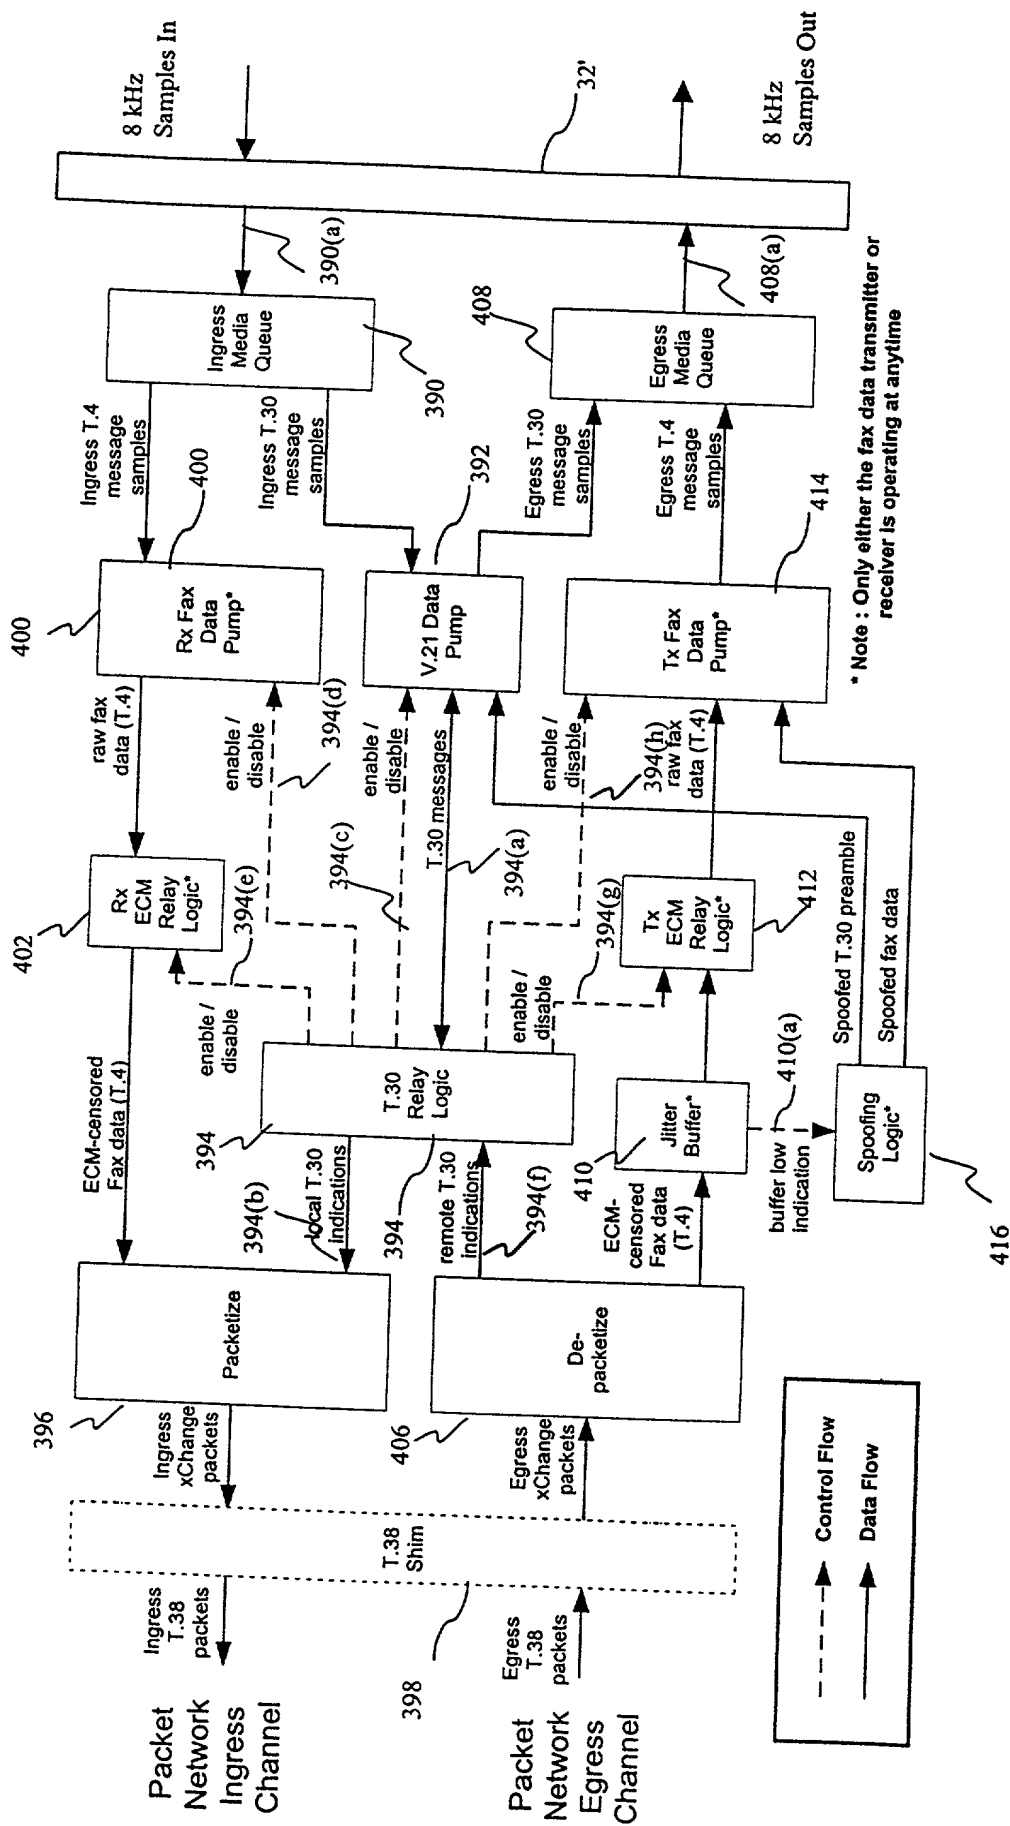 8 kHz
Samples In
32'
8 kHz
Samples Out
390(a)
Ingress
Media
Queue
390
408(a)
408
Egress
Media
Queue
Ingress T.4
message
samples
Ingress T.30
message
samples
Egress T.30
message
samples
Egress T.4
message
samples
400
400
Rx Fax
Data
Pump*
392
V.21 Data
Pump
414
Tx Fax
Data
Pump*
* Note : Only either the fax data transmitter or
receiver is operating at anytime
raw fax
data (T.4)
enable /
disable
394(d)
enable /
disable
394(c)
T.30 messages
394(a)
enable /
disable
394(h)
raw fax
data (T.4)
402
Rx
ECM
Relay
Logic*
394(e)
enable /
disable
394(g)
enable /
disable
Tx
ECM
Relay
Logic*
412
Spoofed T.30 preamble
Spoofed fax data
ECM-censored
Fax data (T.4)
394
T.30
Relay
Logic
394
394(b)
local T.30
indications
remote T.30
indications
394(f)
410
Jitter
Buffer*
410(a)
buffer low
indication
Spoofing
Logic*
416
ECM-
censored
Fax data
(T.4)
396
Packetize
406
De-
packetize
Ingress
xChange
packets
Egress
xChange
packets
T.38
Shim
398
Ingress
T.38
packets
Egress
T.38
packets
Packet
Network
Ingress
Channel
Packet
Network
Egress
Channel
Control Flow
Data Flow